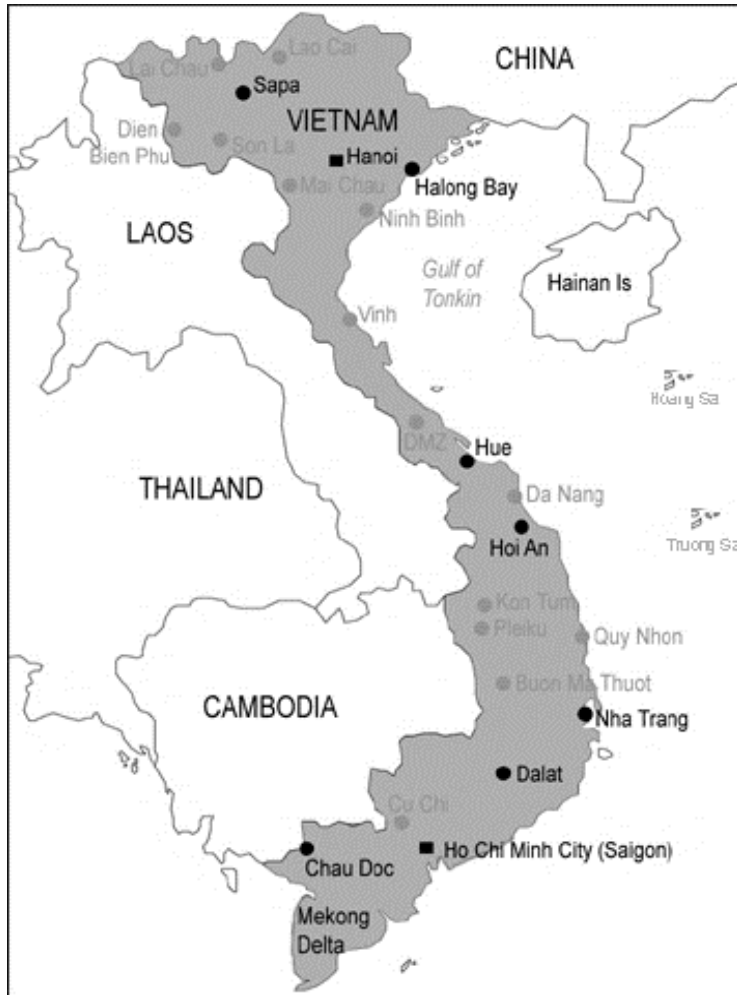 CHINA
Lao Cai
Lai Chau
Sapa
VIETNAM
Dien
Bien Phu
Son La
Hanoi
Mai Chau
Halong Bay
Ninh Binh
LAOS
Gulf of
Tonkin
Hainan Is
Vinh
Hoang Sa
DMZ
Hue
THAILAND
Da Nang
Hoi An
Truong Sa
Kon Tum
Pleiku
Quy Nhon
Buon Ma Thuot
CAMBODIA
Nha Trang
Dalat
Cu Chi
Ho Chi Minh City (Saigon)
Chau Doc
Mekong
Delta